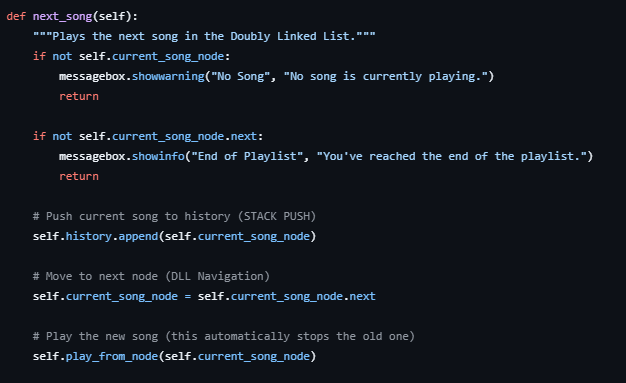 def next_song(self):
    """Plays the next song in the Doubly Linked List."""
    if not self.current_song_node:
        messagebox.showwarning("No Song", "No song is currently playing.")
        return

    if not self.current_song_node.next:
        messagebox.showinfo("End of Playlist", "You've reached the end of the playlist.")
        return

    # Push current song to history (STACK PUSH)
    self.history.append(self.current_song_node)

    # Move to next node (DLL Navigation)
    self.current_song_node = self.current_song_node.next

    # Play the new song (this automatically stops the old one)
    self.play_from_node(self.current_song_node)